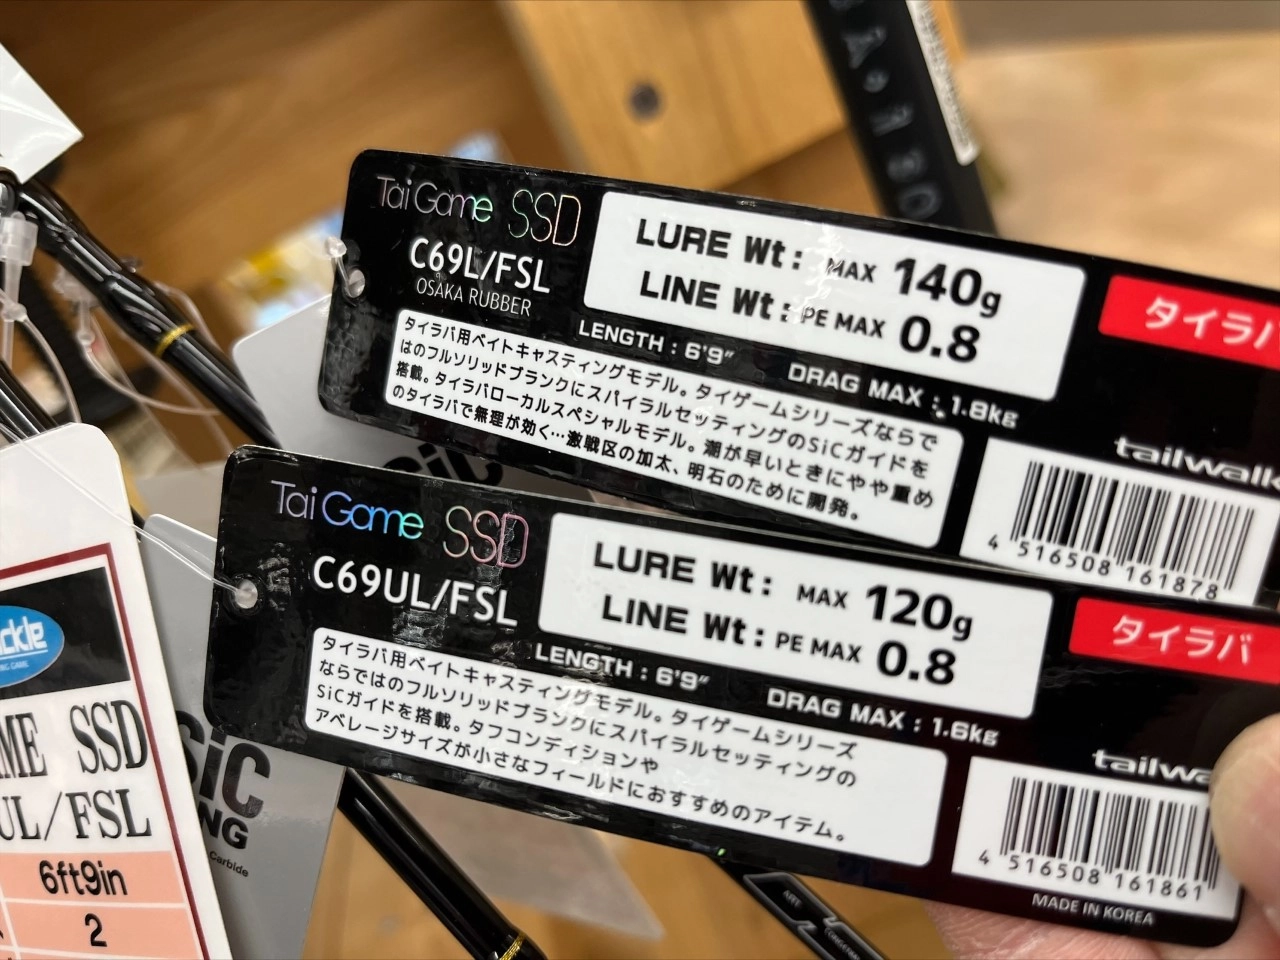 Tai Game SSD
C69L/FSL
OSAKA RUBBER
LURE Wt: MAX 140g
LINE Wt: PE MAX 0.8
LENGTH : 6'9"
DRAG MAX : 1.8kg
タイラバ用ベイトキャスティングモデル。タイゲームシリーズならで
はのフルソリッドブランクにスパイラルセッティングのSiCガイドを
搭載。タイラバローカルスペシャルモデル。潮が早いときにやや重め
のタイラバで無理が効く…激戦区の加太、明石のために開発。
タイラ
tailwalk
4 516508 161878
SiC
Tai Game SSD
C69UL/FSL
LURE Wt: MAX 120g
LINE Wt: PE MAX 0.8
LENGTH : 6'9"
DRAG MAX : 1.6kg
タイラバ用ベイトキャスティングモデル。タイゲームシリーズ
ならではのフルソリッドブランクにスパイラルセッティングの
SiCガイドを搭載。タフコンディションや
アベレージサイズが小さなフィールドにおすすめのアイテム。
タイラバ
tailwa
4 516508 161861
MADE IN KOREA
ckle
ME SSD
UL/FSL
6ft9in
2
SiC
NG
Carbide